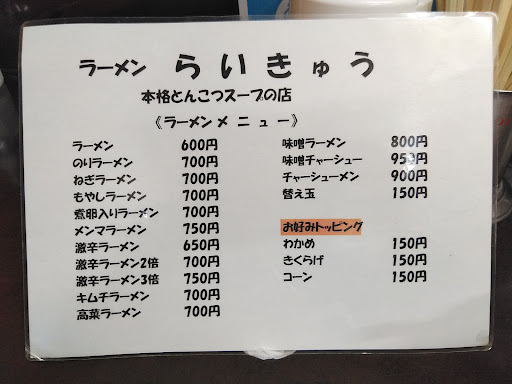 ラーメン らいきゅう
本格とんこつスープの店
《ラーメンメニュー》
ラーメン 600円
のりラーメン 700円
ねぎラーメン 700円
もやしラーメン 700円
煮卵入りラーメン 700円
メンマラーメン 750円
激辛ラーメン 650円
激辛ラーメン2倍 700円
激辛ラーメン3倍 750円
キムチラーメン 700円
高菜ラーメン 700円
味噌ラーメン 800円
味噌チャーシュー 950円
チャーシューメン 900円
替え玉 150円
お好みトッピング
わかめ 150円
きくらげ 150円
コーン 150円